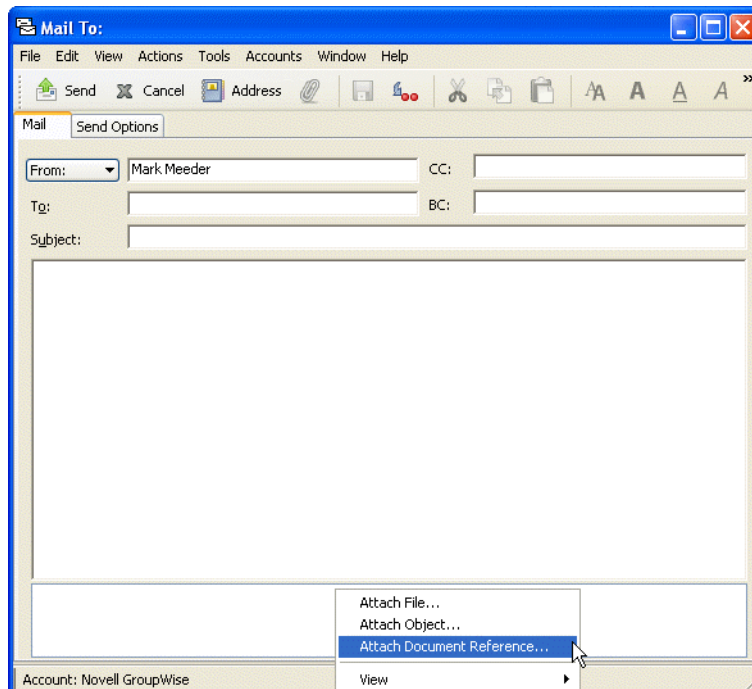 Mail To:
File Edit View Actions Tools Accounts Window Help
Send Cancel Address A A A A A »
Mail Send Options
From: Mark Meeder CC:
To: BC:
Subject:
Attach File...
Attach Object...
Attach Document Reference...
Account: Novell GroupWise View